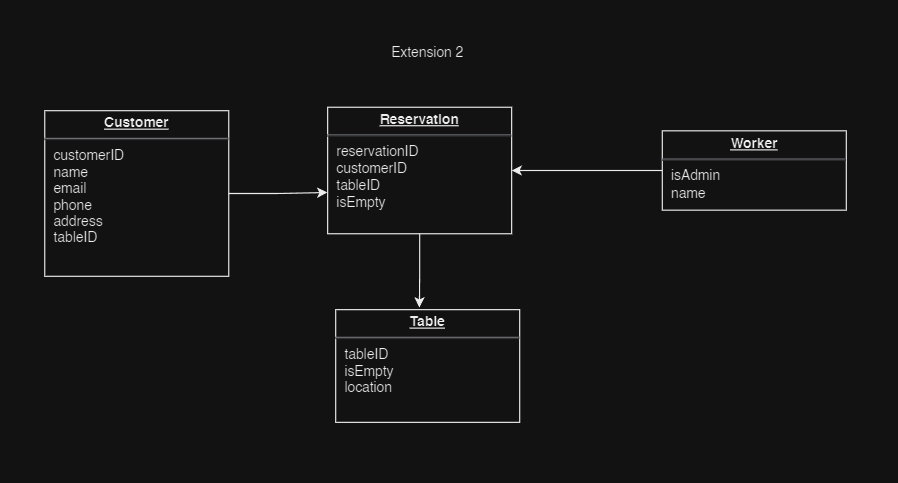 Extension 2
Customer
customerID
name
email
phone
address
tableID
Reservation
reservationID
customerID
tableID
isEmpty
Worker
isAdmin
name
Table
tableID
isEmpty
location